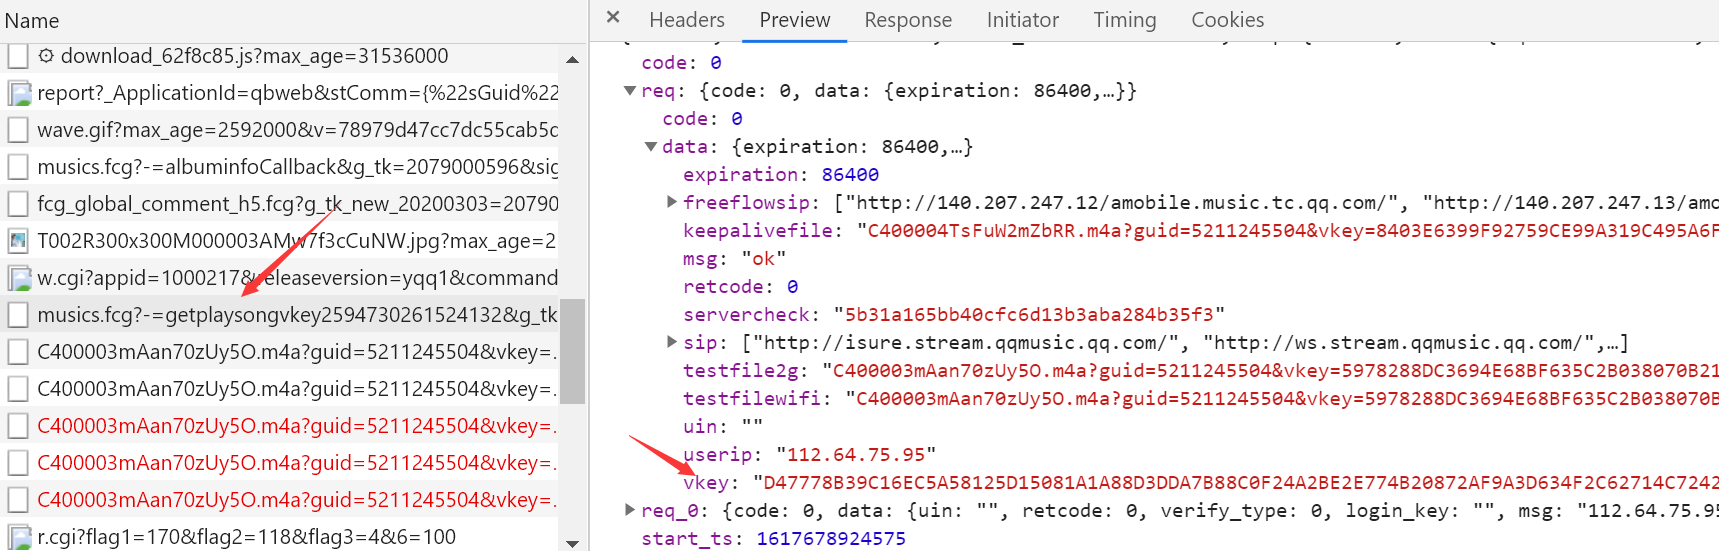 Name
download_62f8c85.js?max_age=31536000
report?_ApplicationId=qbweb&stComm={%22sGuid%22
wave.gif?max_age=2592000&v=78979d47cc7dc55cab5c
musics.fcg?-=albuminfoCallback&g_tk=2079000596&sig
fcg_global_comment_h5.fcg?g_tk_new_20200303=20790
T002R300x300M000003AMw7f3cCuNW.jpg?max_age=2
w.cgi?appid=1000217&releaseversion=yqq1&command
musics.fcg?-=getplaysongvkey2594730261524132&g_tk
C400003mAan70zUy5O.m4a?guid=5211245504&vkey=.
C400003mAan70zUy5O.m4a?guid=5211245504&vkey=.
C400003mAan70zUy5O.m4a?guid=5211245504&vkey=.
C400003mAan70zUy5O.m4a?guid=5211245504&vkey=.
C400003mAan70zUy5O.m4a?guid=5211245504&vkey=.
r.cgi?flag1=170&flag2=118&flag3=4&6=100
× Headers Preview Response Initiator Timing Cookies
code: 0
req: {code: 0, data: {expiration: 86400,…}}
code: 0
data: {expiration: 86400,…}
expiration: 86400
freeflowsip: ["http://140.207.247.12/amobile.music.tc.qq.com/", "http://140.207.247.13/amo
keepalivefile: "C400004TsFuW2mZbRR.m4a?guid=5211245504&vkey=8403E6399F92759CE99A319C495A6F
msg: "ok"
retcode: 0
servercheck: "5b31a165bb40cfc6d13b3aba284b35f3"
sip: ["http://isure.stream.qqmusic.qq.com/", "http://ws.stream.qqmusic.qq.com/",…]
testfile2g: "C400003mAan70zUy5O.m4a?guid=5211245504&vkey=5978288DC3694E68BF635C2B038070B21
testfilewifi: "C400003mAan70zUy5O.m4a?guid=5211245504&vkey=5978288DC3694E68BF635C2B038070B
uin: ""
userip: "112.64.75.95"
vkey: "D47778B39C16EC5A58125D15081A1A88D3DDA7B88C0F24A2BE2E774B20872AF9A3D634F2C62714C7242
req_0: {code: 0, data: {uin: "", retcode: 0, verify_type: 0, login_key: "", msg: "112.64.75.95
start_ts: 1617678924575